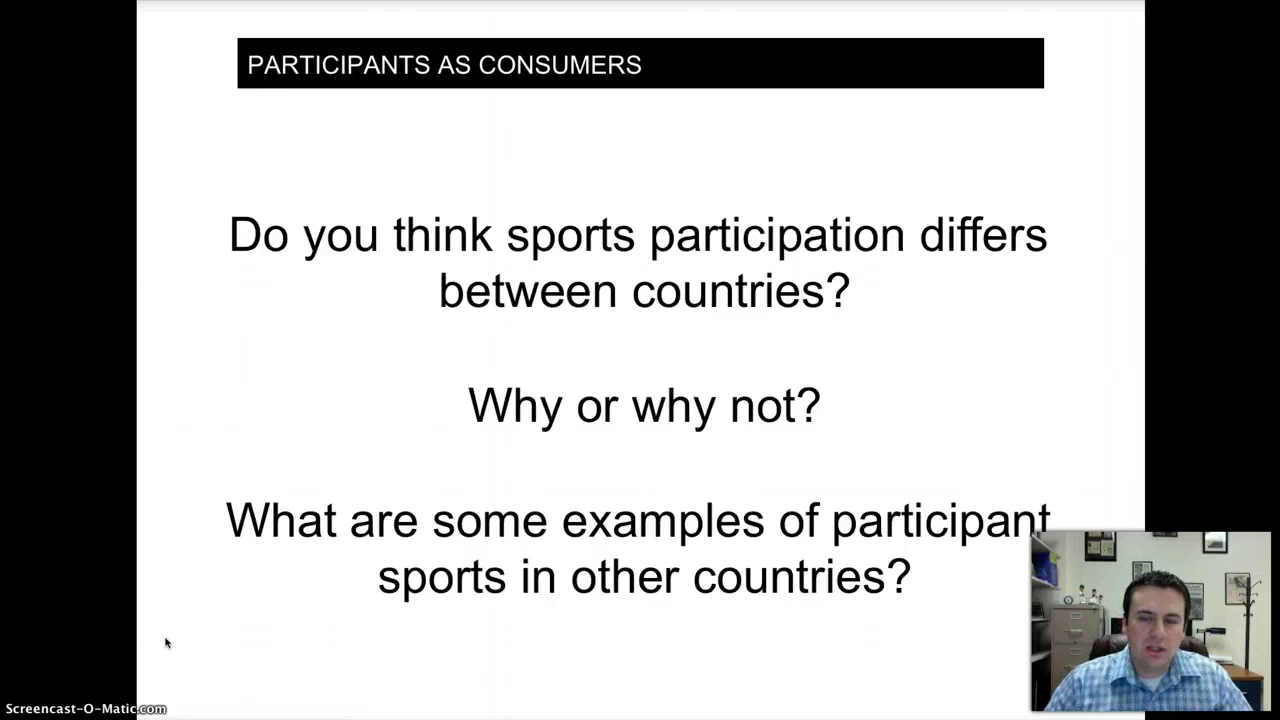 PARTICIPANTS AS CONSUMERS
Do you think sports participation differs
between countries?
Why or why not?
What are some examples of participant
sports in other countries?
Screencast-O-Matic.com